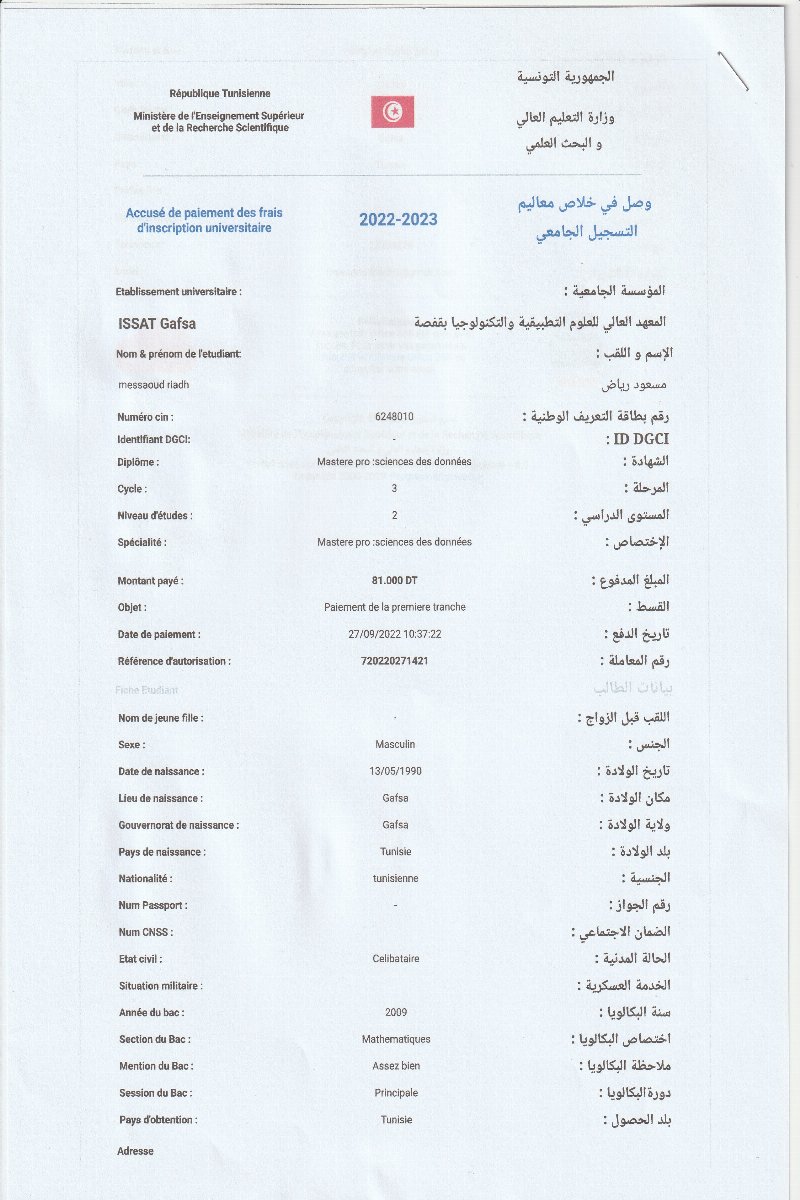 République Tunisienne
Ministère de l'Enseignement Supérieur
et de la Recherche Scientifique
الجمهورية التونسية
وزارة التعليم العالي
و البحث العلمي
Accusé de paiement des frais
d'inscription universitaire
2022-2023
وصل في خلاص معاليم
التسجيل الجامعي
Etablissement universitaire : المؤسسة الجامعية :
ISSAT Gafsa المعهد العالي للعلوم التطبيقية والتكنولوجيا بقفصة
Nom & prénom de l'etudiant: الإسم و اللقب :
messaoud riadh مسعود رياض
Numéro cin : 6248010 رقم بطاقة التعريف الوطنية :
Identifiant DGCI: - ID DGCI :
Diplôme : Mastere pro :sciences des données الشهادة :
Cycle : 3 المرحلة :
Niveau d'études : 2 المستوى الدراسي :
Spécialité : Mastere pro :sciences des données الإختصاص :
Montant payé : 81.000 DT المبلغ المدفوع :
Objet : Paiement de la premiere tranche القسط :
Date de paiement : 27/09/2022 10:37:22 تاريخ الدفع :
Référence d'autorisation : 720220271421 رقم المعاملة :
Fiche Etudiant بيانات الطالب
Nom de jeune fille : - اللقب قبل الزواج :
Sexe : Masculin الجنس :
Date de naissance : 13/05/1990 تاريخ الولادة :
Lieu de naissance : Gafsa مكان الولادة :
Gouvernorat de naissance : Gafsa ولاية الولادة :
Pays de naissance : Tunisie بلد الولادة :
Nationalité : tunisienne الجنسية :
Num Passport : - رقم الجواز :
Num CNSS : الضمان الاجتماعي :
Etat civil : Celibataire الحالة المدنية :
Situation militaire : الخدمة العسكرية :
Année du bac : 2009 سنة البكالويا :
Section du Bac : Mathematiques اختصاص البكالويا :
Mention du Bac : Assez bien ملاحظة البكالويا :
Session du Bac : Principale دورة البكالويا :
Pays d'obtention : Tunisie بلد الحصول :
Adresse